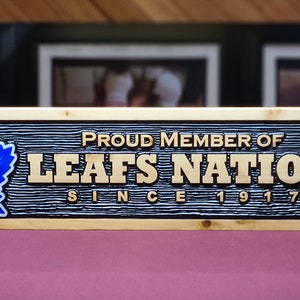 PROUD MEMBER OF
LEAFS NATIO
SINCE 1917